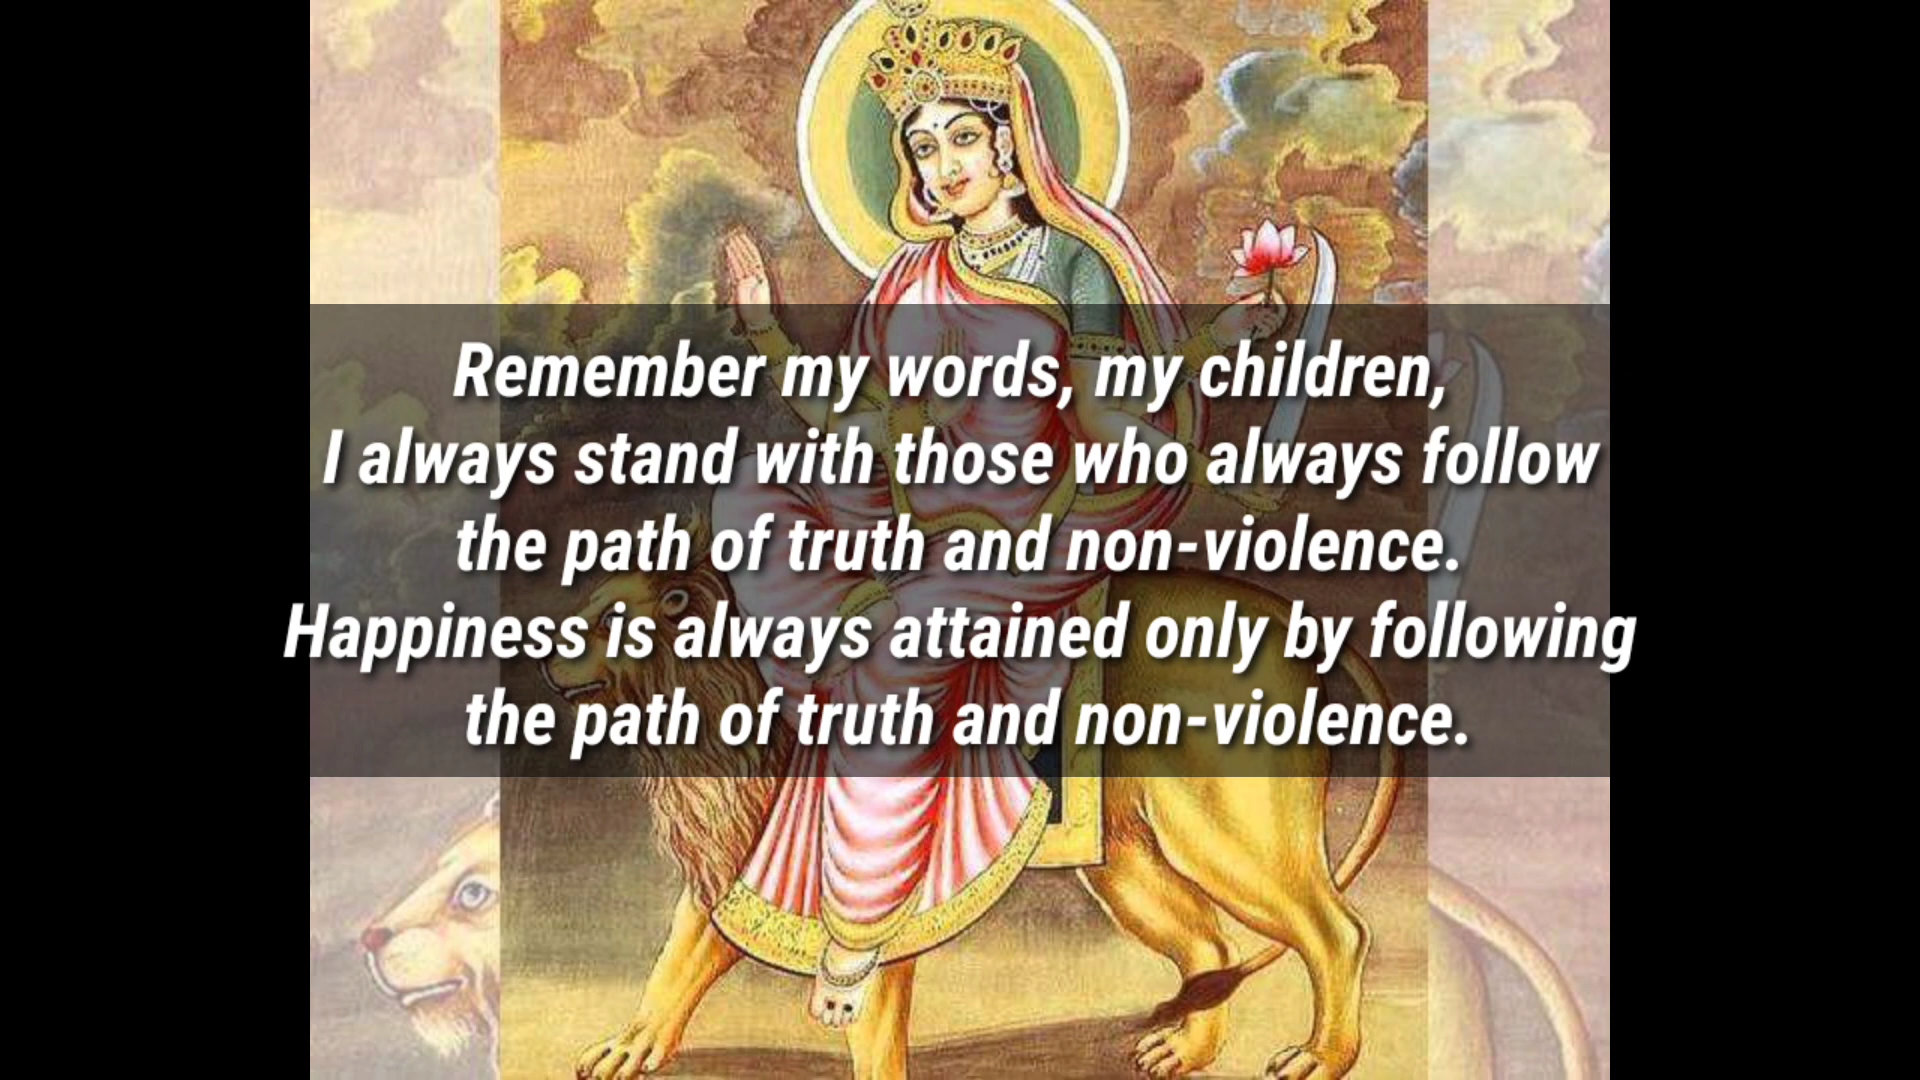 Remember my words, my children,
I always stand with those who always follow
the path of truth and non-violence.
Happiness is always attained only by following
the path of truth and non-violence.